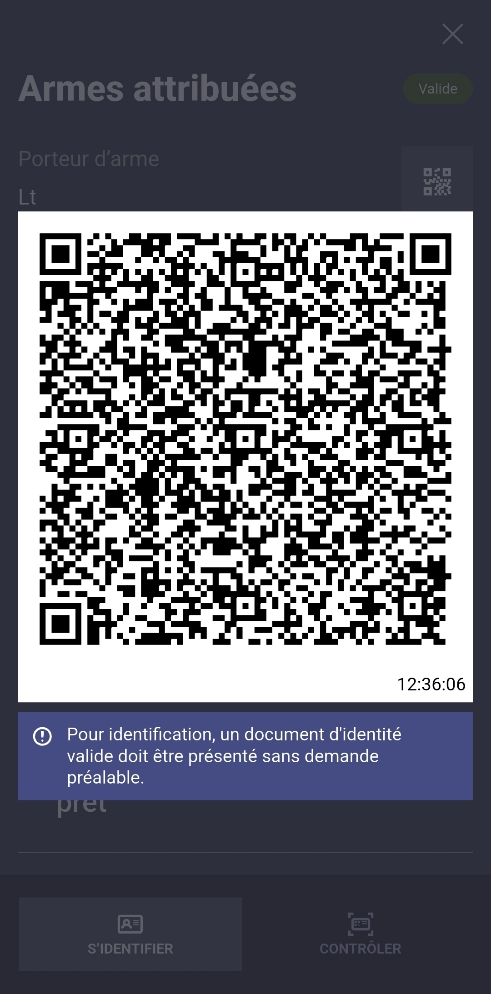 Armes attribuées
Valide
Porteur d'arme
Lt
12:36:06
Pour identification, un document d'identité
valide doit être présenté sans demande
préalable.
prêt
S'IDENTIFIER
CONTRÔLER